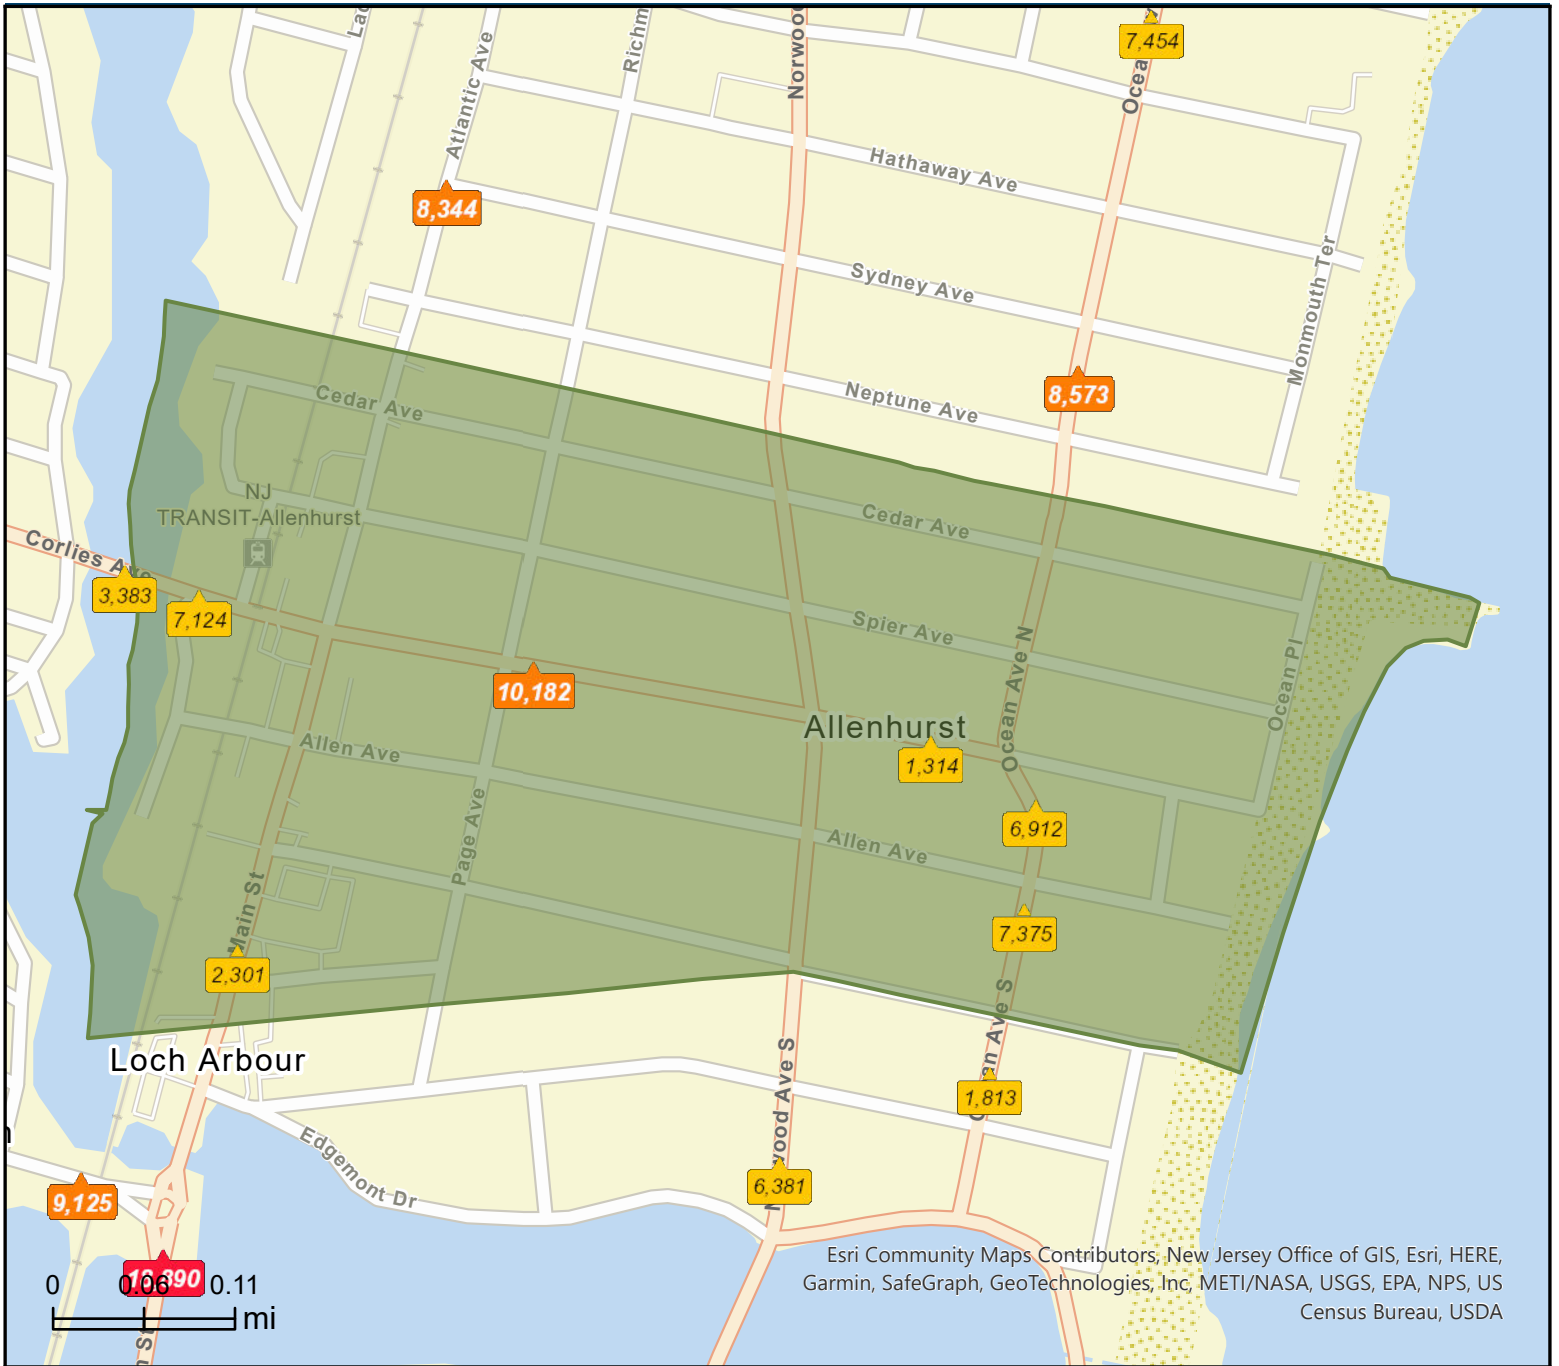 7,454
Atlantic Ave
Hathaway Ave
8,344
Sydney Ave
Monmouth Ter
8,573
Neptune Ave
Cedar Ave
NJ
TRANSIT-Allenhurst
Cedar Ave
Corlies Ave
3,383
7,124
Spier Ave
Ocean Ave N
Ocean Pl
10,182
Allenhurst
Allen Ave
1,314
6,912
Page Ave
Allen Ave
Main St
7,375
2,301
Loch Arbour
Ave S
1,813
Edgemont Dr
6,381
9,125
Esri Community Maps Contributors, New Jersey Office of GIS, Esri, HERE,
Garmin, SafeGraph, GeoTechnologies, Inc, METI/NASA, USGS, EPA, NPS, US
Census Bureau, USDA
0 0.06 0.11
mi
St